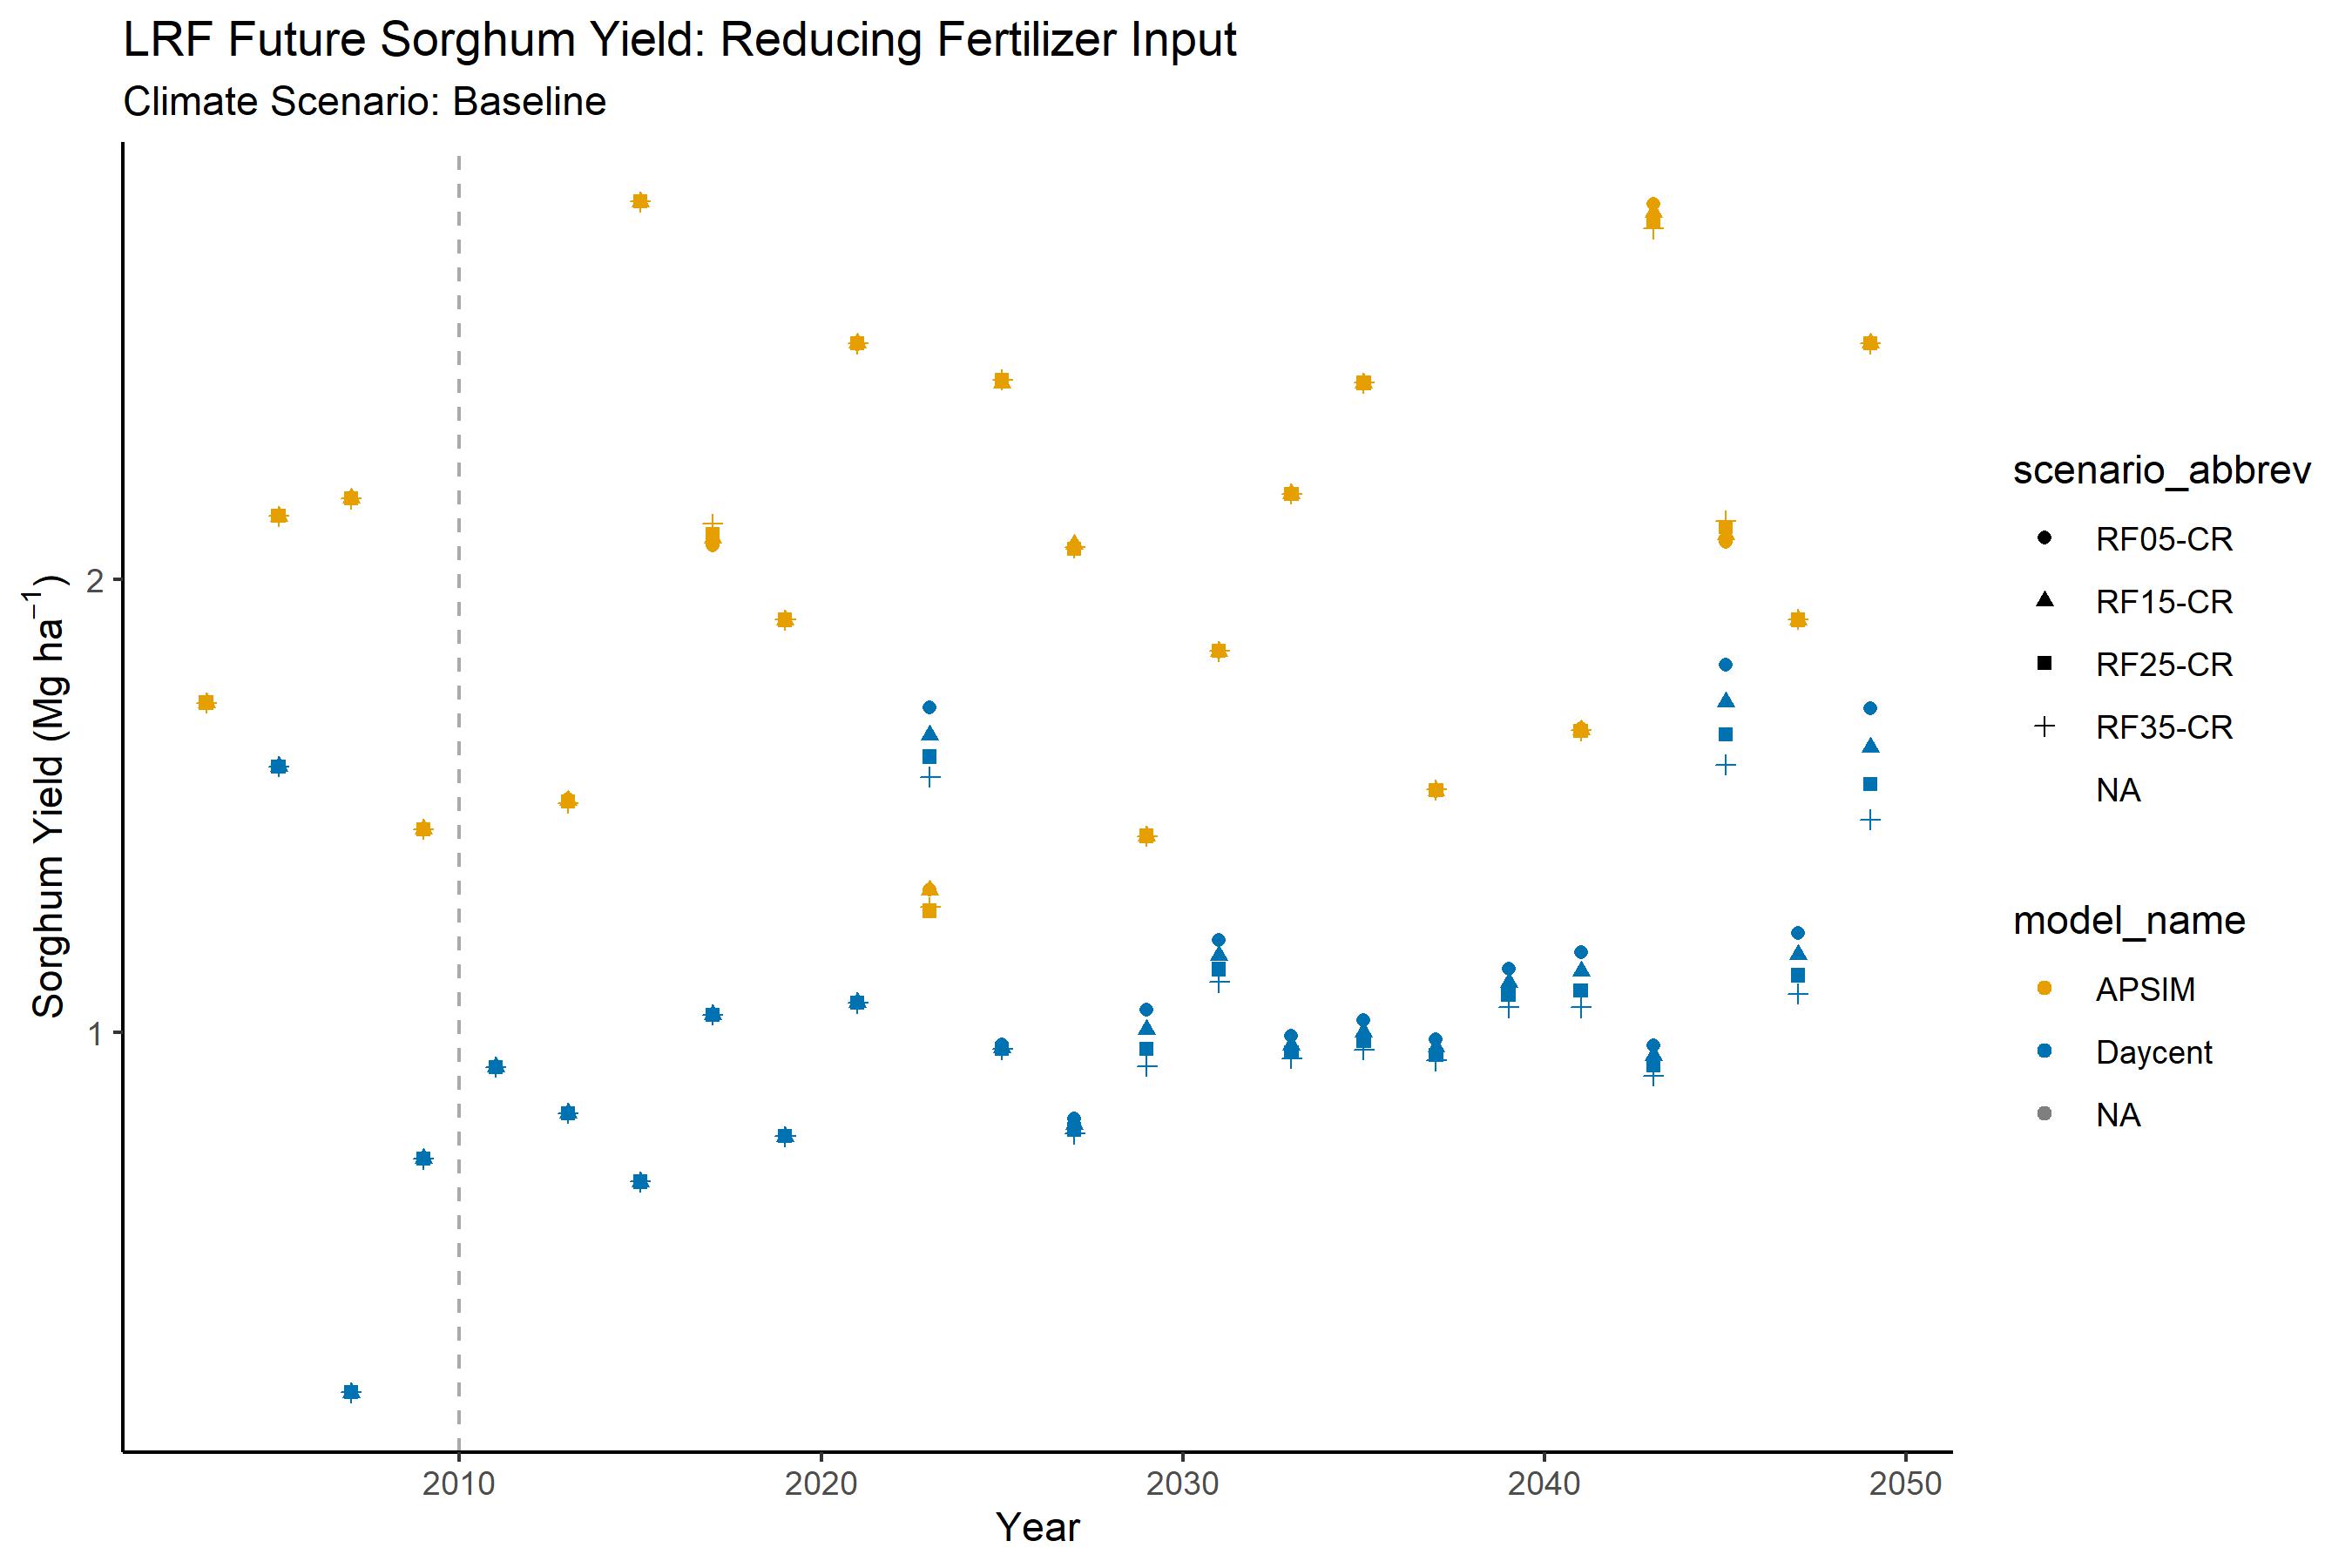 LRF Future Sorghum Yield: Reducing Fertilizer Input
Climate Scenario: Baseline
Sorghum Yield (Mg ha⁻¹)
2
1
2010
2020
2030
2040
2050
Year
scenario_abbrev
RF05-CR
RF15-CR
RF25-CR
RF35-CR
NA
model_name
APSIM
Daycent
NA